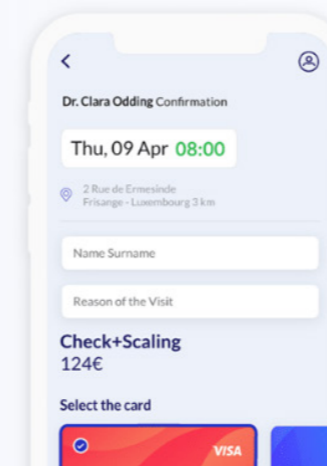 Dr. Clara Odding Confirmation
Thu, 09 Apr 08:00
2 Rue de Ermesinde
Frisange - Luxembourg 3 km
Name Surname
Reason of the Visit
Check+Scaling
124€
Select the card
VISA